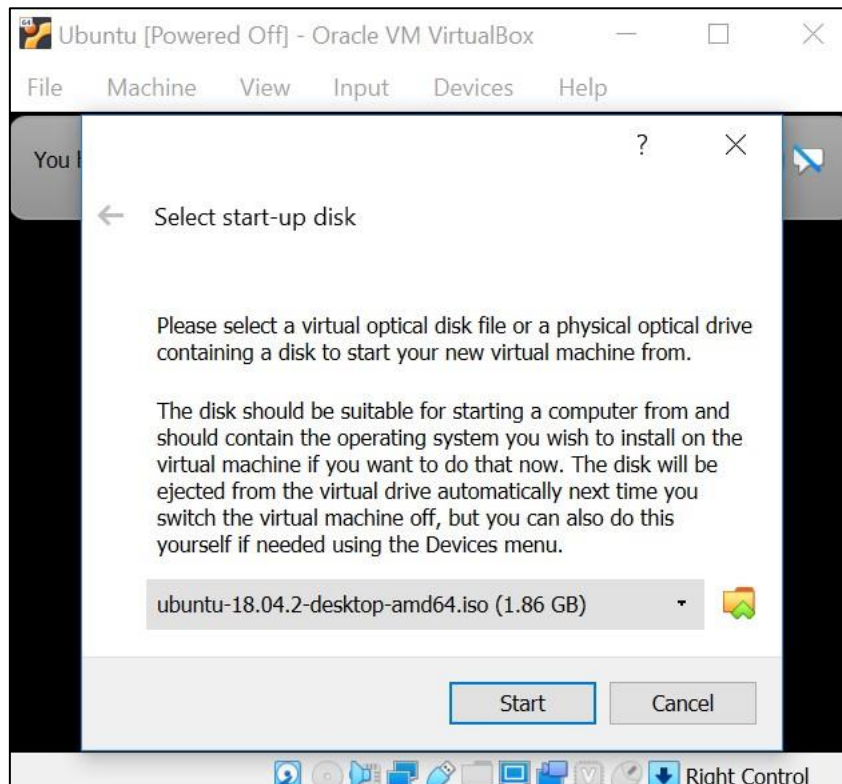 Ubuntu [Powered Off] - Oracle VM VirtualBox
File Machine View Input Devices Help
You
?
Select start-up disk
Please select a virtual optical disk file or a physical optical drive
containing a disk to start your new virtual machine from.
The disk should be suitable for starting a computer from and
should contain the operating system you wish to install on the
virtual machine if you want to do that now. The disk will be
ejected from the virtual drive automatically next time you
switch the virtual machine off, but you can also do this
yourself if needed using the Devices menu.
ubuntu-18.04.2-desktop-amd64.iso (1.86 GB)
Start Cancel
Right Control